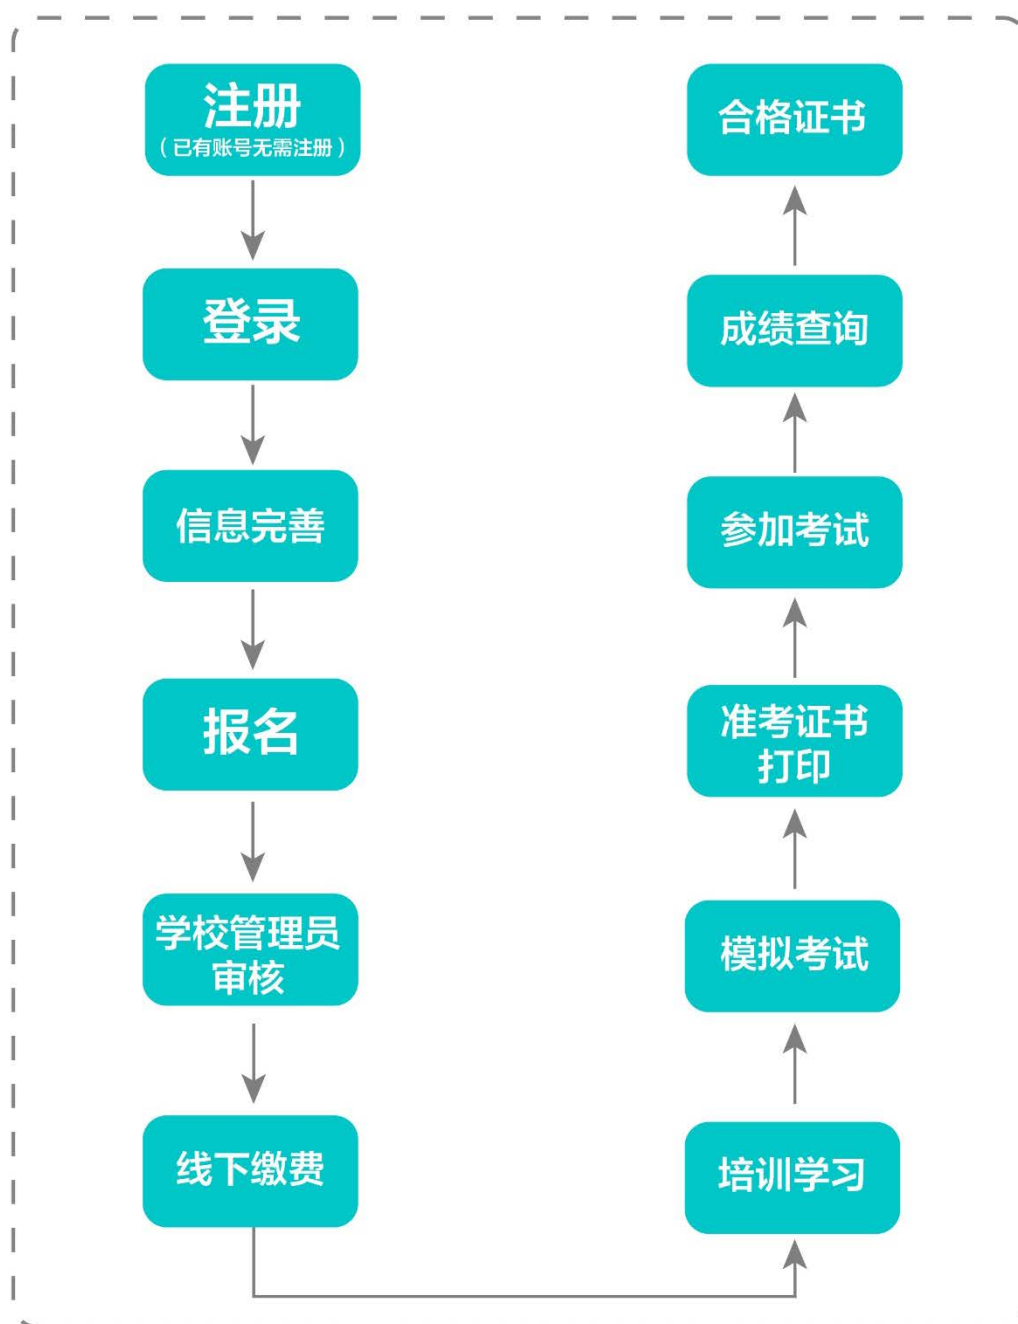 注册
（已有账号无需注册）
登录
信息完善
报名
学校管理员
审核
线下缴费
培训学习
模拟考试
准考证书
打印
参加考试
成绩查询
合格证书